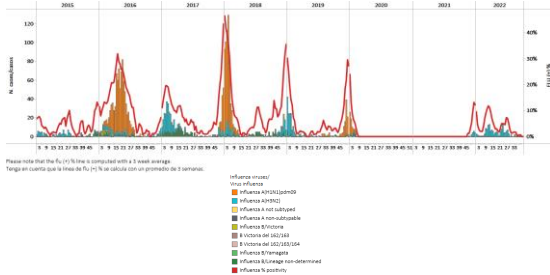 2015 2016 2017 2018 2019 2020 2021 2022
120
100
80
60
40
20
0
40%
30%
20%
10%
0%
N. cases/casos
Please note that the flu (+) % line is computed with a 3 week average.
Tenga en cuenta que la línea de flu (+) % se calcula con un promedio de 3 semanas.
Influenza viruses/
Virus influenza
Influenza A(H1N1)pdm09
Influenza A(H3N2)
Influenza A not subtyped
Influenza A non-subtypable
Influenza B/Victoria
B Victoria del 162/163
B Victoria del 162/163/164
Influenza B/Yamagata
Influenza B/Lineage non-determined
Influenza % positivity